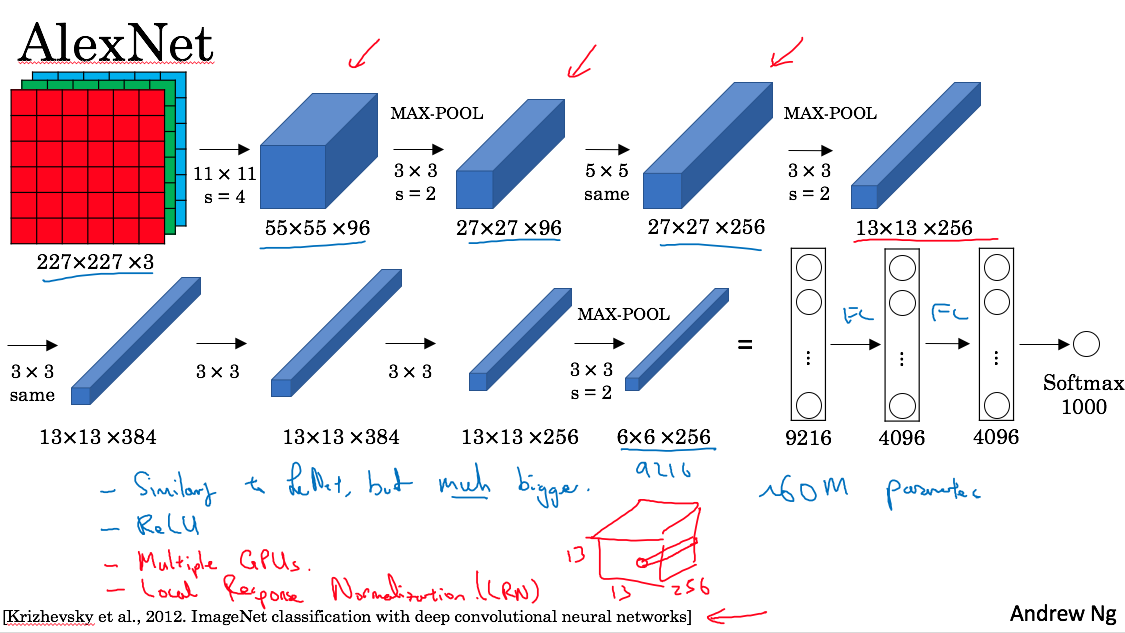 AlexNet
MAX-POOL
MAX-POOL
11 × 11
s = 4
3 × 3
s = 2
5 × 5
same
3 × 3
s = 2
227×227 ×3
55×55 ×96
27×27 ×96
27×27 ×256
13×13 ×256
3 × 3
same
3 × 3
3 × 3
MAX-POOL
3 × 3
s = 2
=
FC
FC
⋮
⋮
⋮
Softmax
1000
13×13 ×384
13×13 ×384
13×13 ×256
6×6 ×256
9216
4096
4096
9216
- Similar to LeNet, but much bigger.
~60M parameters
- ReLU
- Multiple GPUs.
- Local Response Normalization (LRN)
13
13
256
[Krizhevsky et al., 2012. ImageNet classification with deep convolutional neural networks]
Andrew Ng